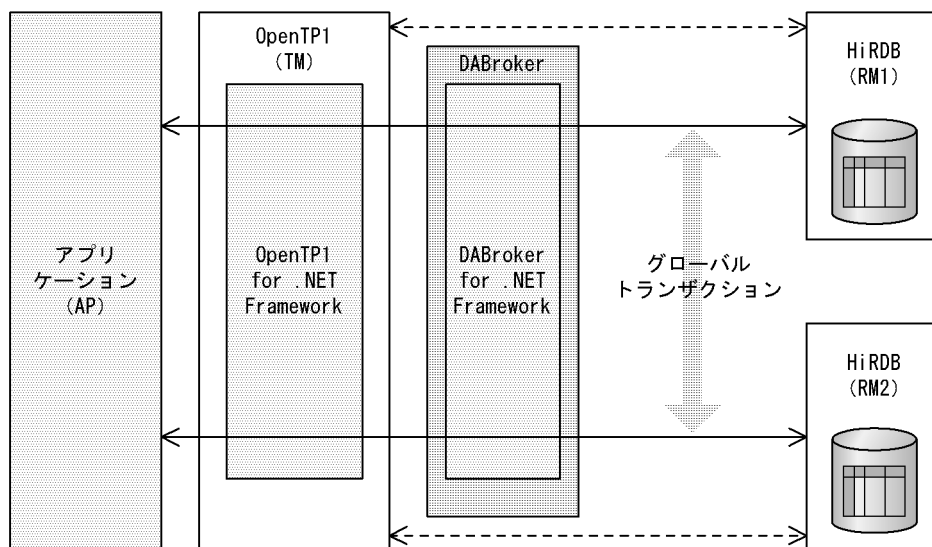 アプリ
ケーション
(AP)
OpenTP1
(TM)
OpenTP1
for .NET
Framework
DABroker
DABroker
for .NET
Framework
グローバル
トランザクション
HiRDB
(RM1)
HiRDB
(RM2)